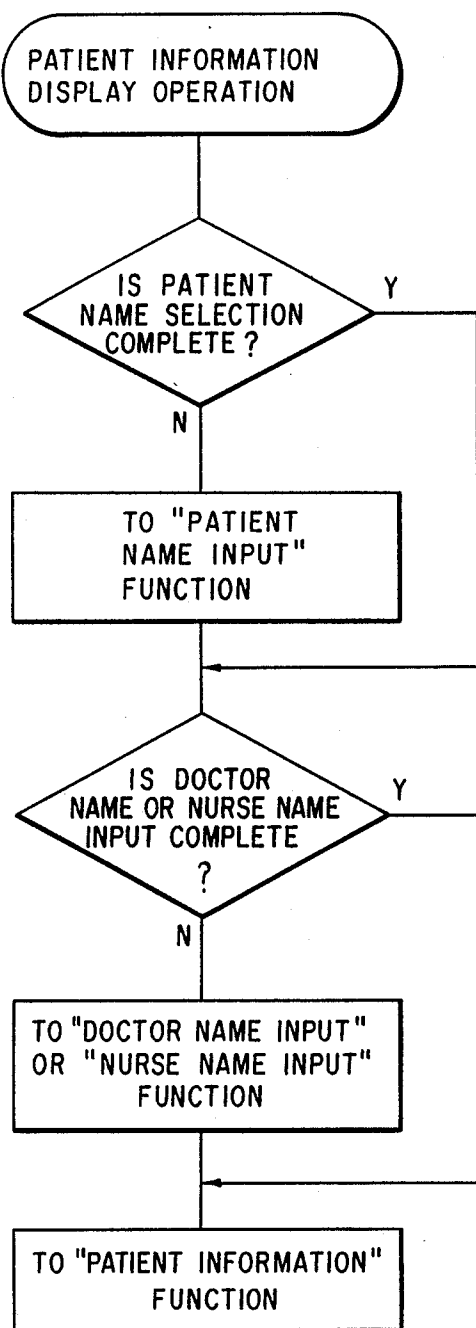 PATIENT INFORMATION
DISPLAY OPERATION
IS PATIENT
NAME SELECTION
COMPLETE ?
Y
N
TO "PATIENT
NAME INPUT"
FUNCTION
IS DOCTOR
NAME OR NURSE NAME
INPUT COMPLETE
?
Y
N
TO "DOCTOR NAME INPUT"
OR "NURSE NAME INPUT"
FUNCTION
TO "PATIENT INFORMATION"
FUNCTION